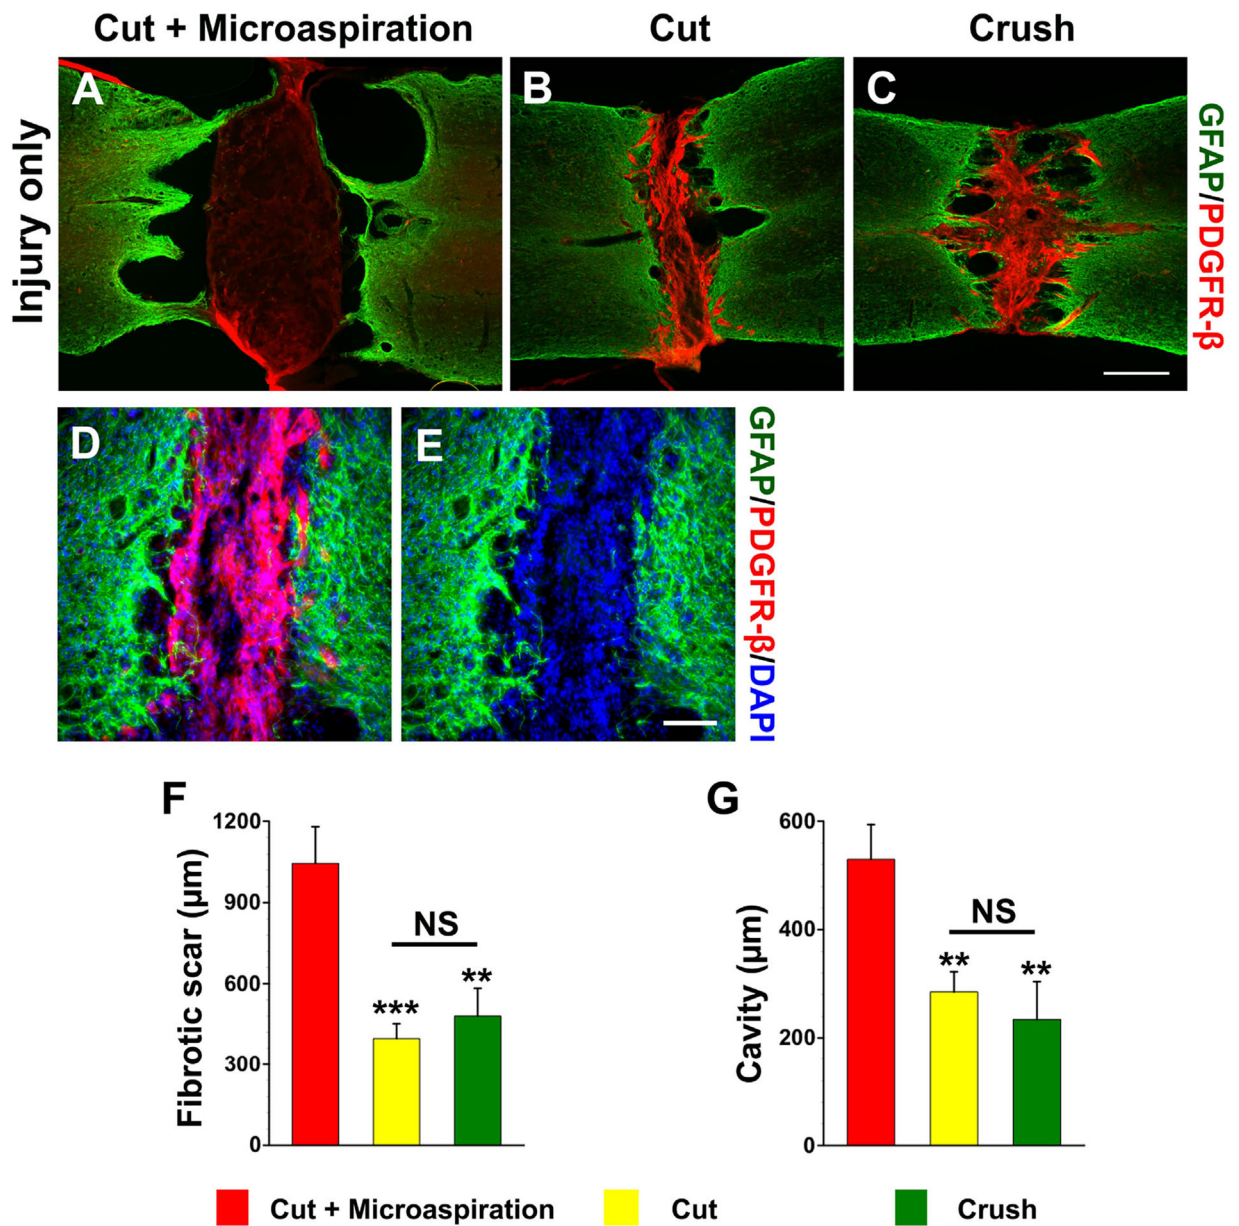 Cut + Microaspiration Cut Crush
Injury only
A B C
GFAP/PDGFR-β
D E
GFAP/PDGFR-β/DAPI
F
Fibrotic scar (μm)
1200
900
600
300
0
NS
***
**
G
Cavity (μm)
600
400
200
0
NS
**
**
Cut + Microaspiration Cut Crush